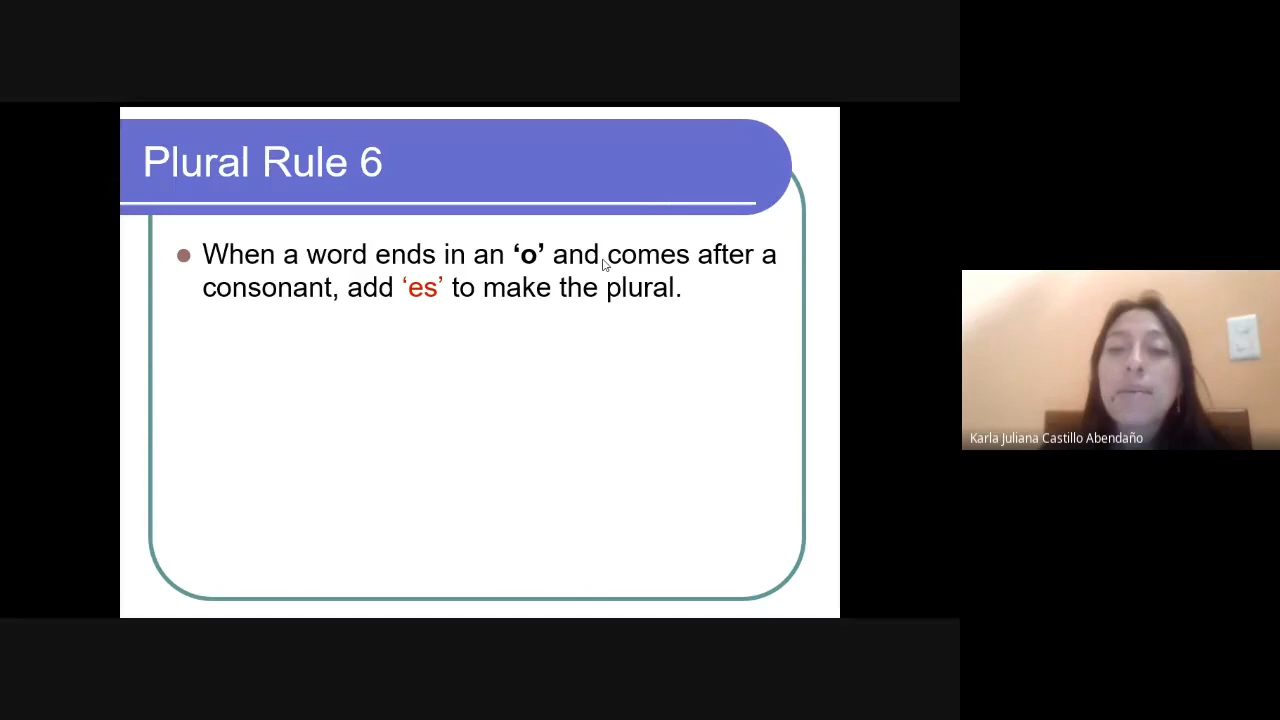 Plural Rule 6
When a word ends in an ‘o’ and comes after a
consonant, add ‘es’ to make the plural.
Karla Juliana Castillo Abendaño